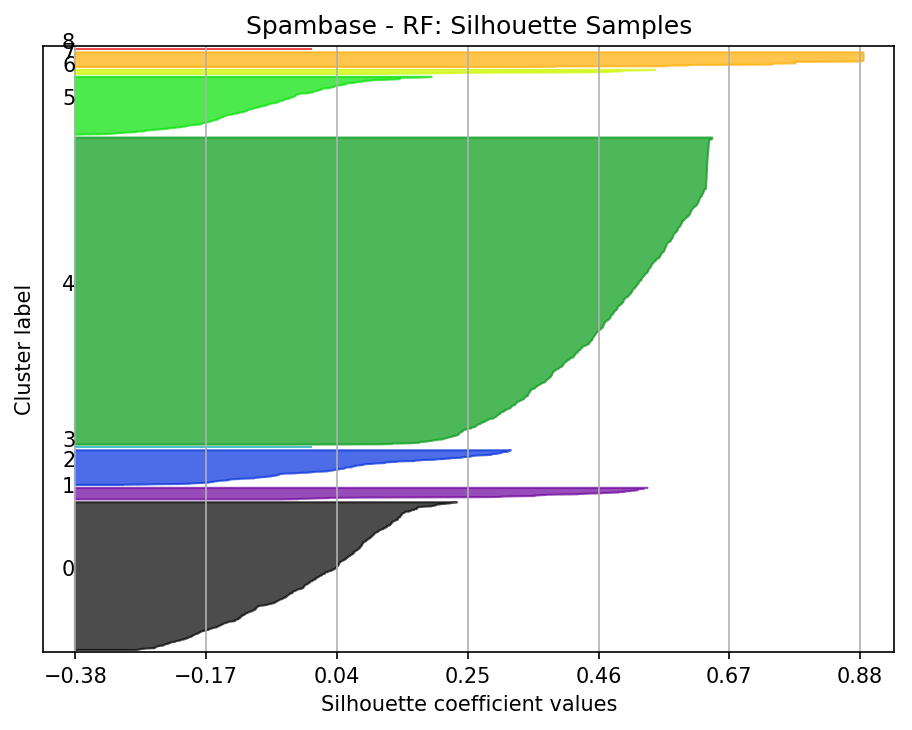 Spambase - RF: Silhouette Samples
8
7
6
5
4
3
2
1
0
Cluster label
−0.38 −0.17 0.04 0.25 0.46 0.67 0.88
Silhouette coefficient values